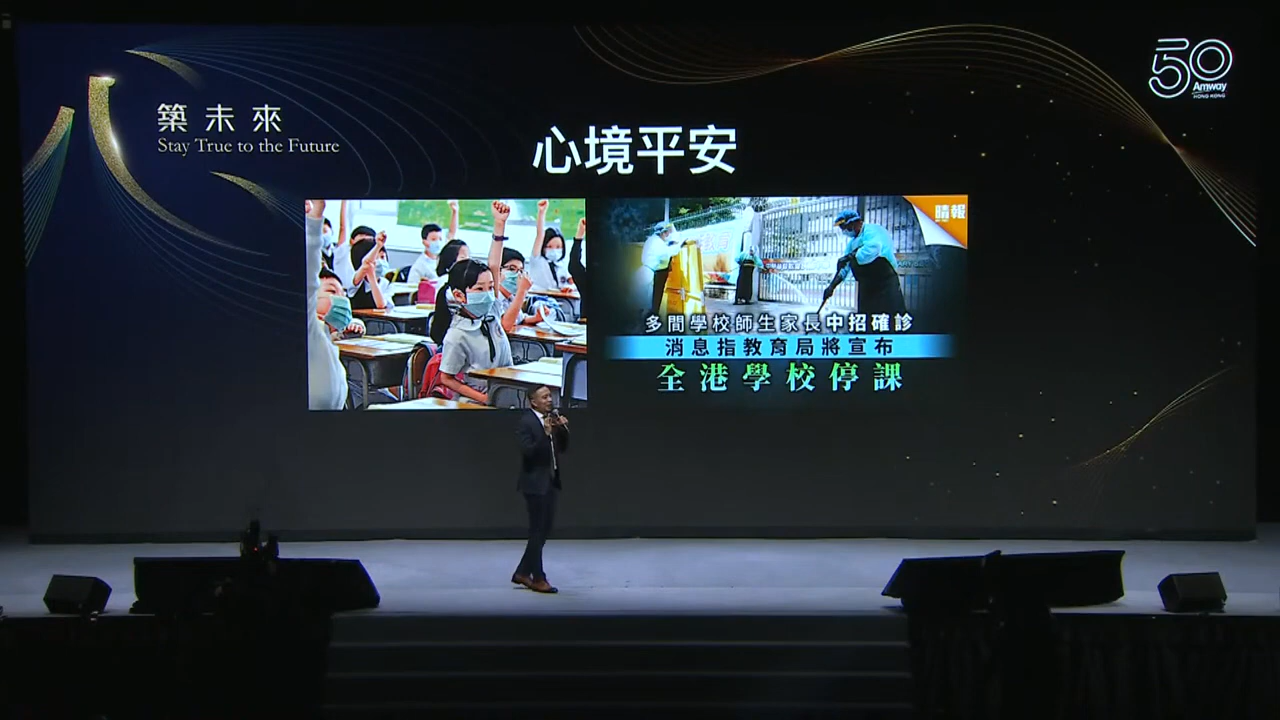 築未來
Stay True to the Future
50
Amway
HONG KONG
心境平安
晴報
多間學校師生家長中招確診
消息指教育局將宣布
全港學校停課